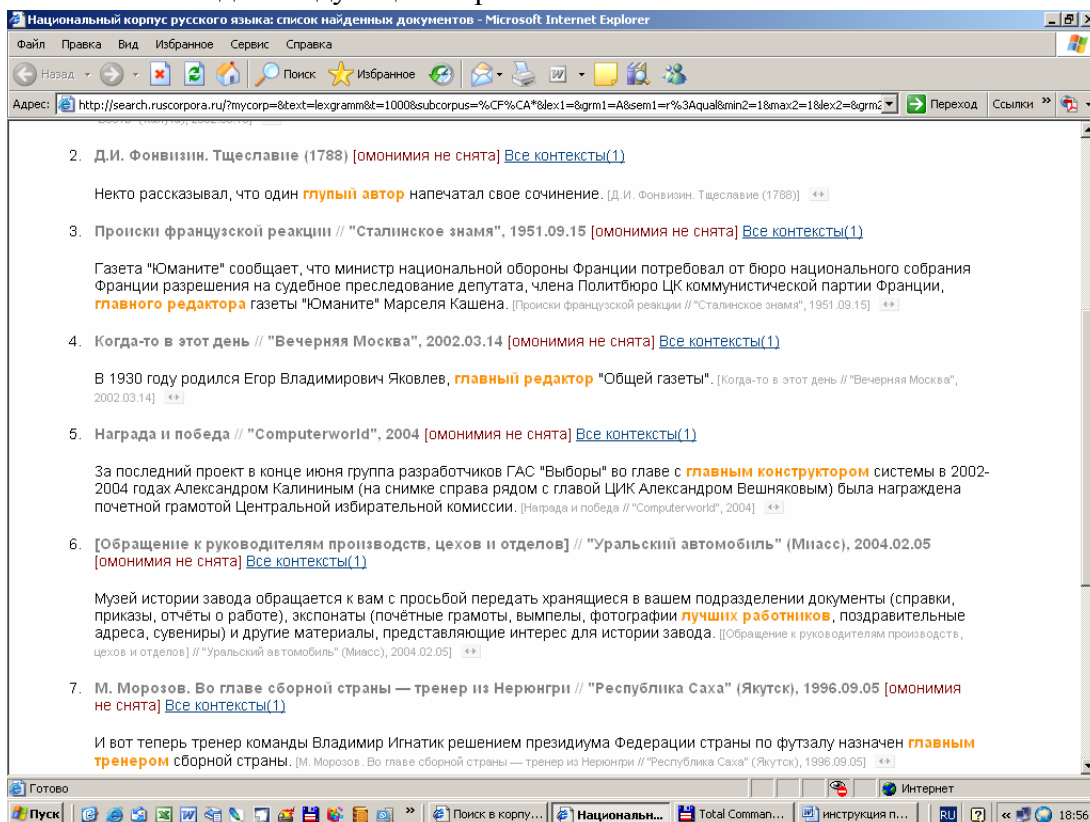 Национальный корпус русского языка: список найденных документов - Microsoft Internet Explorer
Файл Правка Вид Избранное Сервис Справка
Назад Поиск Избранное
Адрес: http://search.ruscorpora.ru/?mycorp=&text=lexgramm&t=1000&subcorpus=%CF%CA*&lex1=&grm1=A&sem1=r%3Aqual&min2=1&max2=1&lex2=&grm2 Переход Ссылки »
2. Д.И. Фонвизин. Тщеславие (1788) [омонимия не снята] Все контексты(1)
Некто рассказывал, что один глупый автор напечатал свое сочинение. [Д.И. Фонвизин. Тщеславие (1788)]
3. Происки французской реакции // "Сталинское знамя", 1951.09.15 [омонимия не снята] Все контексты(1)
Газета "Юманите" сообщает, что министр национальной обороны Франции потребовал от бюро национального собрания
Франции разрешения на судебное преследование депутата, члена Политбюро ЦК коммунистической партии Франции,
главного редактора газеты "Юманите" Марселя Кашена. [Происки французской реакции // "Сталинское знамя", 1951.09.15]
4. Когда-то в этот день // "Вечерняя Москва", 2002.03.14 [омонимия не снята] Все контексты(1)
В 1930 году родился Егор Владимирович Яковлев, главный редактор "Общей газеты". [Когда-то в этот день // "Вечерняя Москва",
2002.03.14]
5. Награда и победа // "Computerworld", 2004 [омонимия не снята] Все контексты(1)
За последний проект в конце июня группа разработчиков ГАС "Выборы" во главе с главным конструктором системы в 2002-
2004 годах Александром Калининым (на снимке справа рядом с главой ЦИК Александром Вешняковым) была награждена
почетной грамотой Центральной избирательной комиссии. [Награда и победа // "Computerworld", 2004]
6. [Обращение к руководителям производств, цехов и отделов] // "Уральский автомобиль" (Миасс), 2004.02.05
[омонимия не снята] Все контексты(1)
Музей истории завода обращается к вам с просьбой передать хранящиеся в вашем подразделении документы (справки,
приказы, отчёты о работе), экспонаты (почётные грамоты, вымпелы, фотографии лучших работников, поздравительные
адреса, сувениры) и другие материалы, представляющие интерес для истории завода. [[Обращение к руководителям производств,
цехов и отделов] // "Уральский автомобиль" (Миасс), 2004.02.05]
7. М. Морозов. Во главе сборной страны — тренер из Нерюнгри // "Республика Саха" (Якутск), 1996.09.05 [омонимия
не снята] Все контексты(1)
И вот теперь тренер команды Владимир Игнатик решением президиума Федерации страны по футзалу назначен главным
тренером сборной страны. [М. Морозов. Во главе сборной страны — тренер из Нерюнгри // "Республика Саха" (Якутск), 1996.09.05]
Готово Интернет
Пуск » Поиск в корпу... Национальн... Total Comman... инструкция п... RU « 18:56